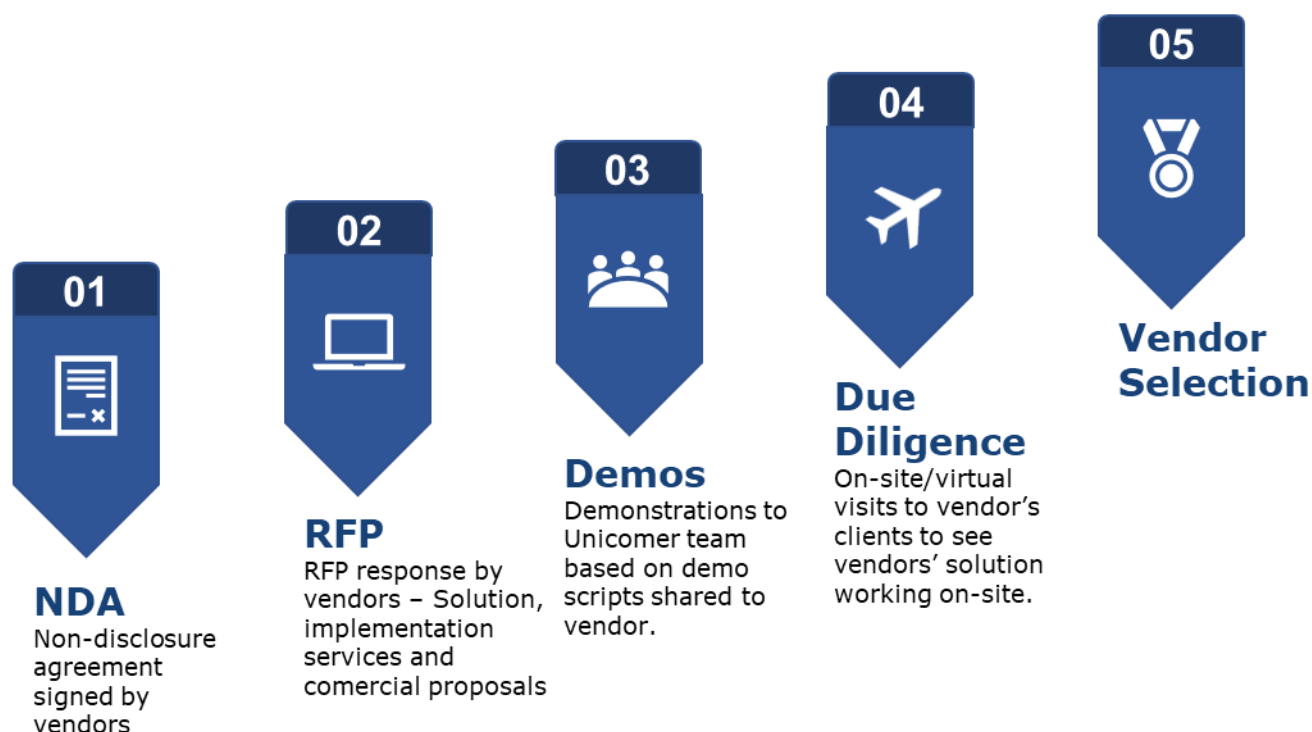 01
NDA
Non-disclosure
agreement
signed by
vendors
02
RFP
RFP response by
vendors – Solution,
implementation
services and
comercial proposals
03
Demos
Demonstrations to
Unicomer team
based on demo
scripts shared to
vendor.
04
Due
Diligence
On-site/virtual
visits to vendor’s
clients to see
vendors’ solution
working on-site.
05
Vendor
Selection